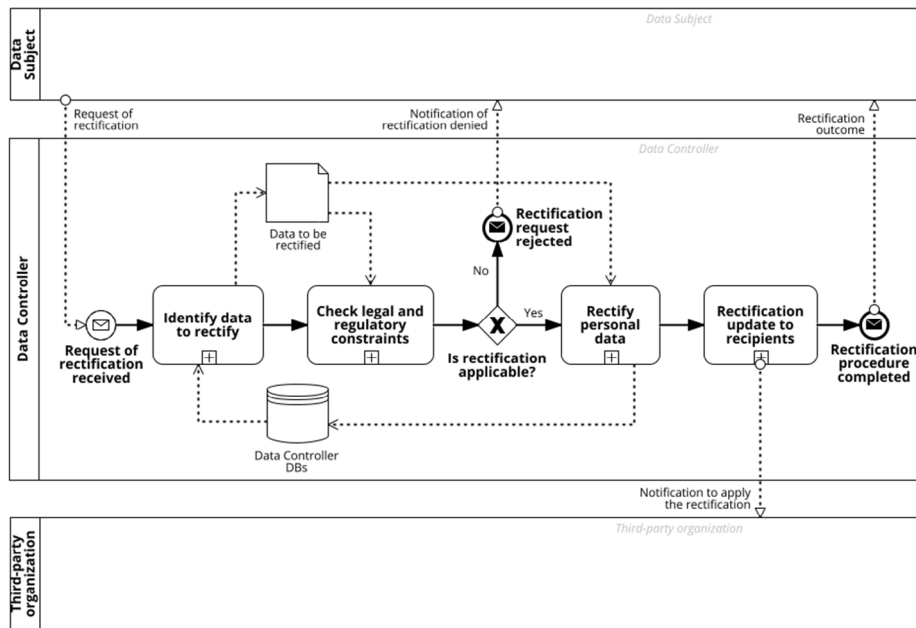 Data Subject
Data
Subject
Request of
rectification
Notification of
rectification denied
Rectification
outcome
Data Controller
Data Controller
Data to be
rectified
Rectification
request
rejected
No
Yes
Identify data
to rectify
Check legal and
regulatory
constraints
Rectify
personal
data
Rectification
update to
recipients
Request of
rectification
received
Is rectification
applicable?
Rectification
procedure
completed
Data Controller
DBs
Notification to apply
the rectification
Third-party organization
Third-party
organization